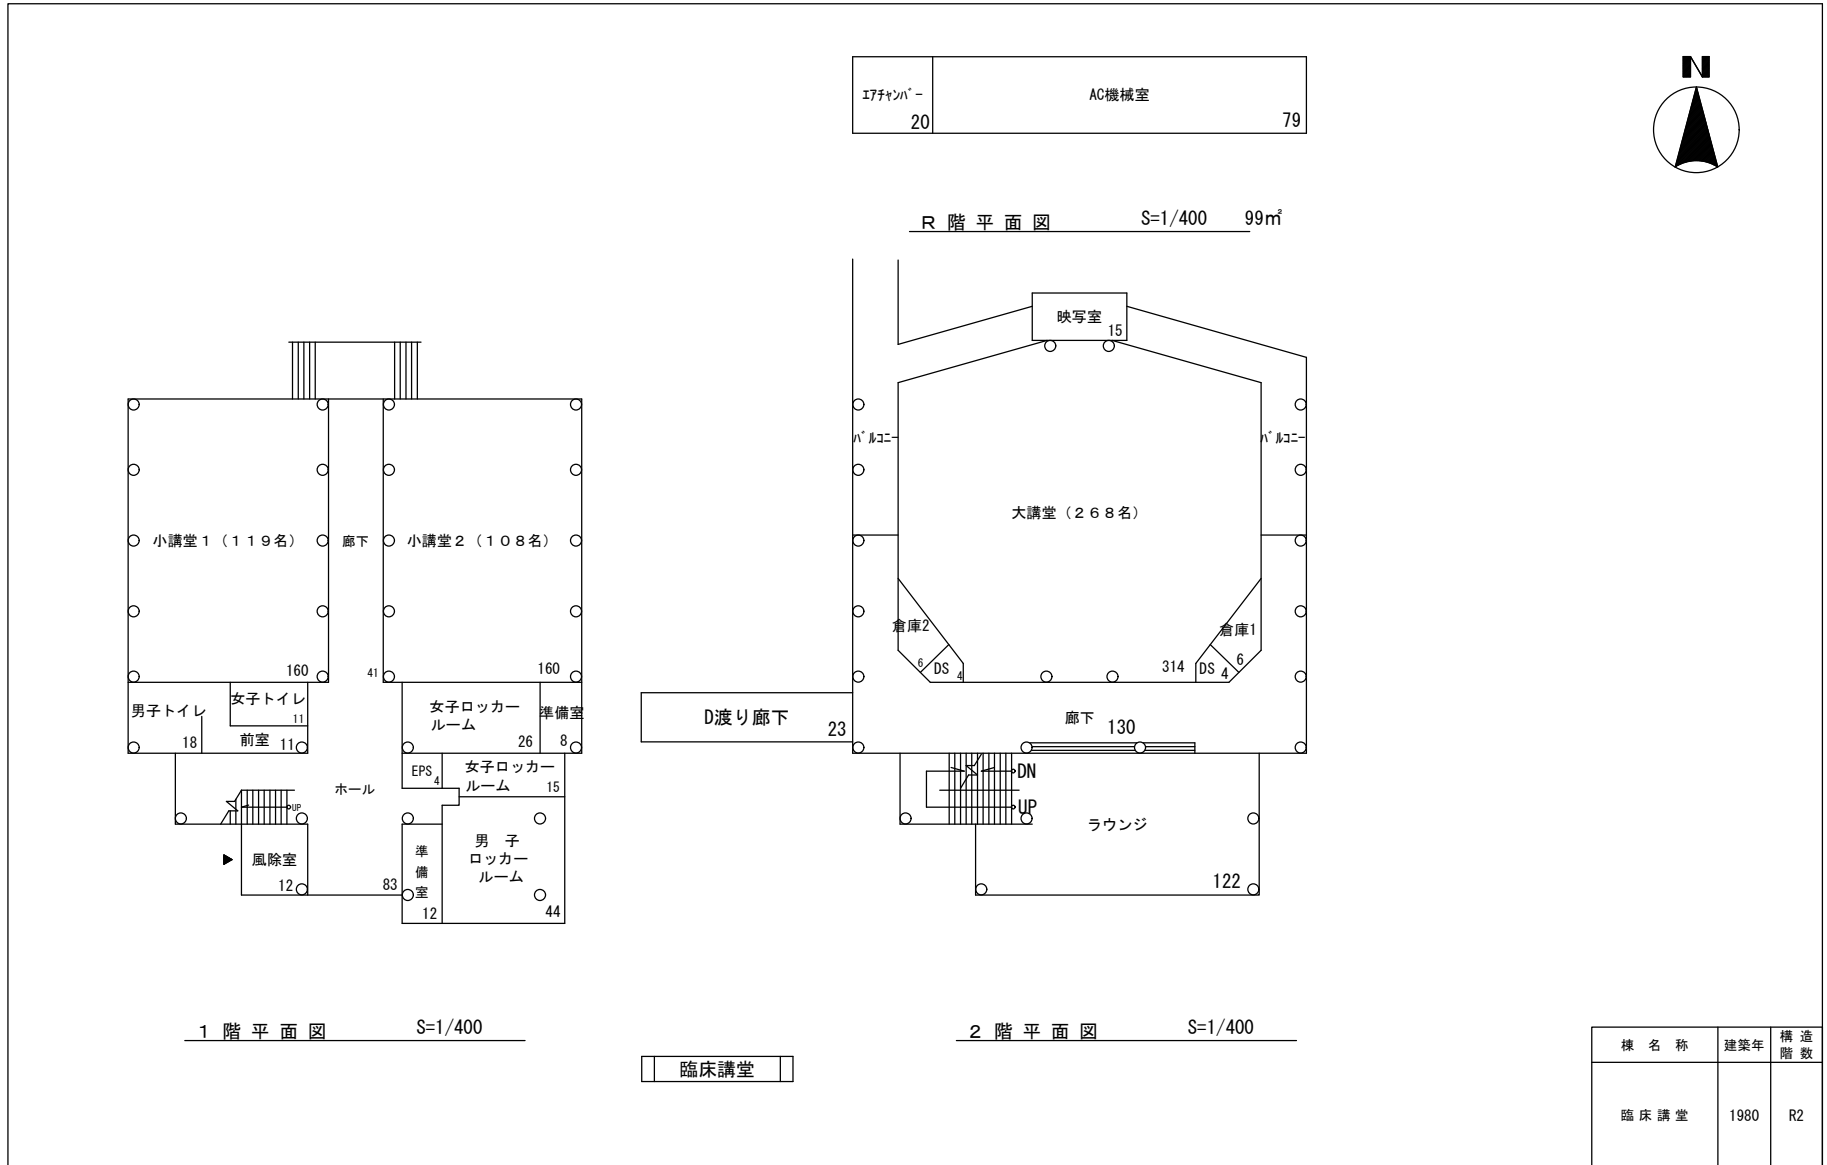 N
エアチャンバー
20
AC機械室
79
R 階 平 面 図 S=1/400 99㎡
小講堂１（１１９名）
160
廊下
41
小講堂２（１０８名）
160
男子トイレ
18
女子トイレ
11
前室 11
女子ロッカー
ルーム
26
準備室
8
EPS
4
女子ロッカー
ルーム 15
ホール
83
UP
風除室
12
準
備
室
12
男 子
ロッカー
ルーム
44
1 階 平 面 図 S=1/400
映写室
15
バルコニー
バルコニー
大講堂（２６８名）
314
倉庫2
6
DS
4
倉庫1
6
DS 4
D渡り廊下
23
廊下 130
DN
UP
ラウンジ
122
2 階 平 面 図 S=1/400
臨床講堂
棟 名 称 建築年 構 造
階 数
臨 床 講 堂 1980 R2